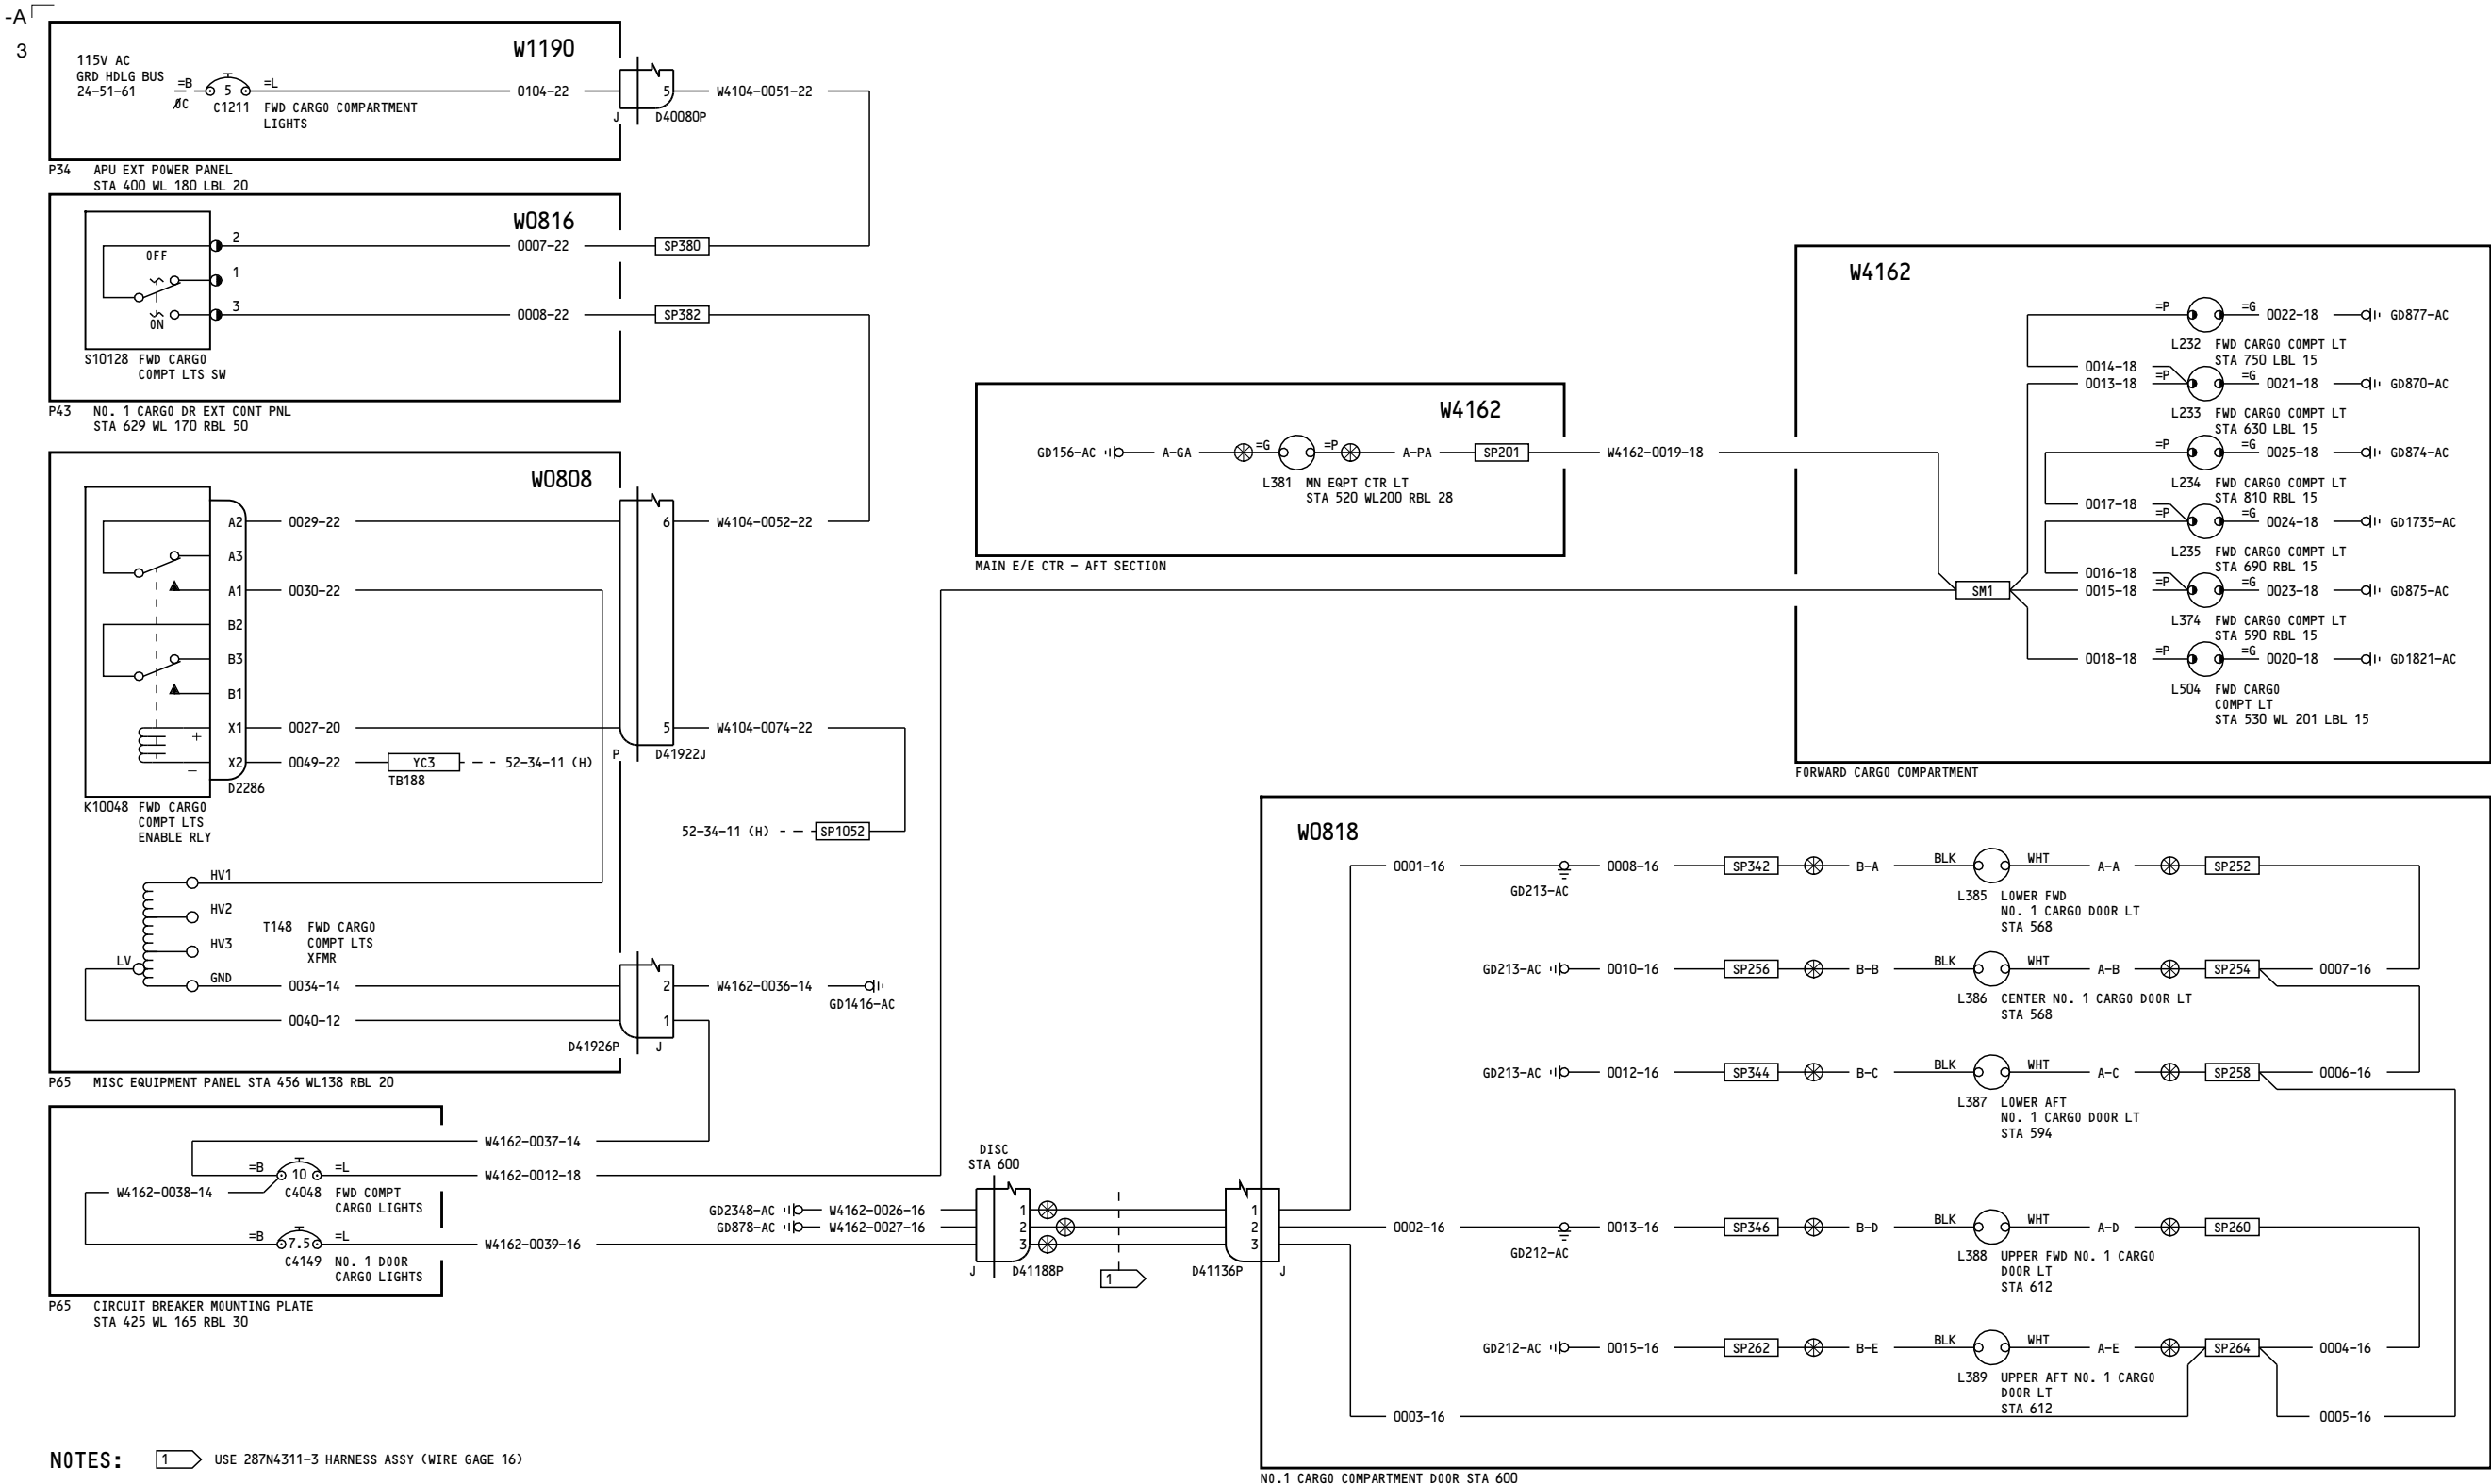 -A
3
W1190
115V AC
GRD HDLG BUS
24-51-61
=B
ØC
5
=L
C1211 FWD CARGO COMPARTMENT
LIGHTS
0104-22
5
J D40080P
W4104-0051-22
P34 APU EXT POWER PANEL
STA 400 WL 180 LBL 20
W0816
2
OFF
1
3
ON
0007-22
SP380
0008-22
SP382
S10128 FWD CARGO
COMPT LTS SW
P43 NO. 1 CARGO DR EXT CONT PNL
STA 629 WL 170 RBL 50
W0808
A2 0029-22 6 W4104-0052-22
A3
A1 0030-22
B2
B3
B1
X1 0027-20 5 W4104-0074-22
+
X2 0049-22 YC3 52-34-11 (H)
−
TB188
P D41922J
D2286
K10048 FWD CARGO
COMPT LTS
ENABLE RLY
52-34-11 (H) SP1052
HV1
HV2
HV3
LV
GND
T148 FWD CARGO
COMPT LTS
XFMR
0034-14 2 W4162-0036-14
GD1416-AC
0040-12 1
D41926P J
P65 MISC EQUIPMENT PANEL STA 456 WL138 RBL 20
W4162-0037-14
=B 10 =L W4162-0012-18
W4162-0038-14
C4048 FWD COMPT
CARGO LIGHTS
=B 7.5 =L W4162-0039-16
C4149 NO. 1 DOOR
CARGO LIGHTS
P65 CIRCUIT BREAKER MOUNTING PLATE
STA 425 WL 165 RBL 30
W4162
GD156-AC A-GA =G =P A-PA SP201 W4162-0019-18
L381 MN EQPT CTR LT
STA 520 WL200 RBL 28
MAIN E/E CTR - AFT SECTION
W4162
=P =G 0022-18 GD877-AC
L232 FWD CARGO COMPT LT
STA 750 LBL 15
0014-18
0013-18 =P =G 0021-18 GD870-AC
L233 FWD CARGO COMPT LT
STA 630 LBL 15
=P =G 0025-18 GD874-AC
L234 FWD CARGO COMPT LT
STA 810 RBL 15
0017-18
=P =G 0024-18 GD1735-AC
L235 FWD CARGO COMPT LT
STA 690 RBL 15
0016-18
SM1 0015-18 =P =G 0023-18 GD875-AC
L374 FWD CARGO COMPT LT
STA 590 RBL 15
0018-18 =P =G 0020-18 GD1821-AC
L504 FWD CARGO
COMPT LT
STA 530 WL 201 LBL 15
FORWARD CARGO COMPARTMENT
DISC
STA 600
GD2348-AC W4162-0026-16 1 1
GD878-AC W4162-0027-16 2 2
3 3
J D41188P 1 D41136P J
W0818
0001-16 0008-16 SP342 B-A BLK WHT A-A SP252
GD213-AC
L385 LOWER FWD
NO. 1 CARGO DOOR LT
STA 568
GD213-AC 0010-16 SP256 B-B BLK WHT A-B SP254 0007-16
L386 CENTER NO. 1 CARGO DOOR LT
STA 568
GD213-AC 0012-16 SP344 B-C BLK WHT A-C SP258 0006-16
L387 LOWER AFT
NO. 1 CARGO DOOR LT
STA 594
0002-16 0013-16 SP346 B-D BLK WHT A-D SP260
GD212-AC
L388 UPPER FWD NO. 1 CARGO
DOOR LT
STA 612
GD212-AC 0015-16 SP262 B-E BLK WHT A-E SP264 0004-16
L389 UPPER AFT NO. 1 CARGO
DOOR LT
STA 612
0003-16 0005-16
NO.1 CARGO COMPARTMENT DOOR STA 600
NOTES: 1 USE 287N4311-3 HARNESS ASSY (WIRE GAGE 16)